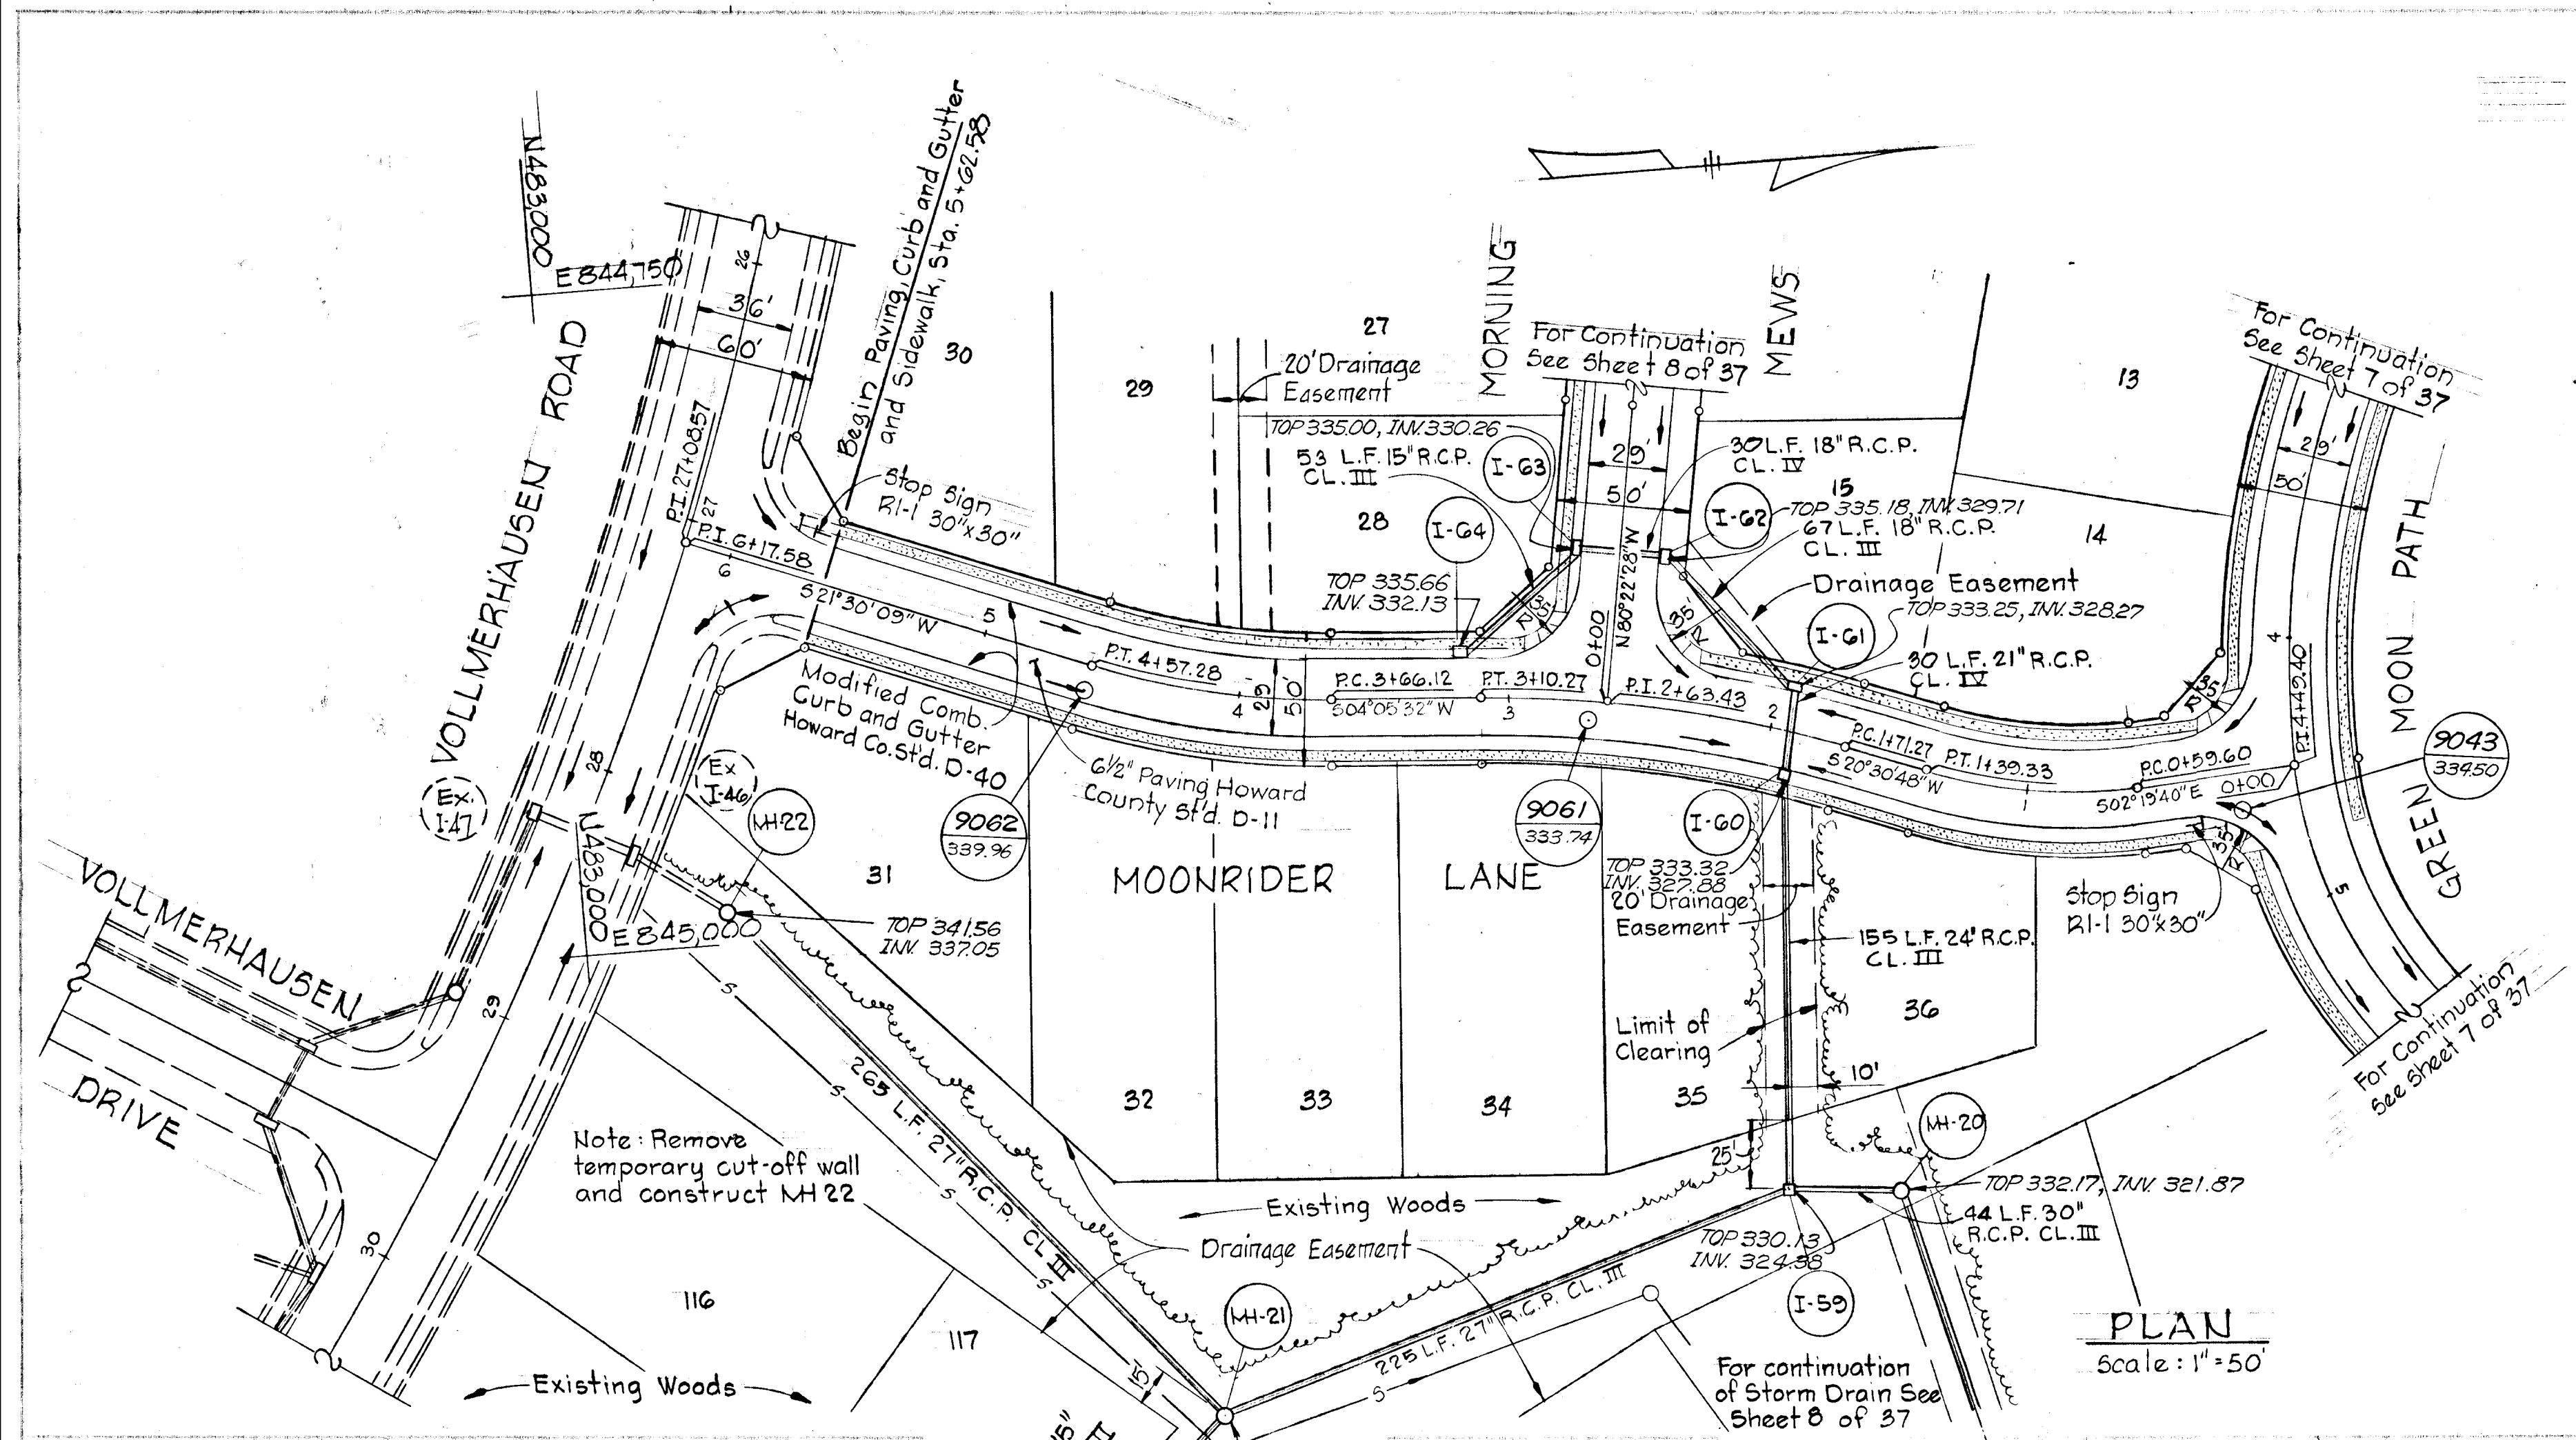 N483000
E 844,750
VOLLMERHAUSEN ROAD
26
36'
60'
P.I. 27+08.57
27
Begin Paving, Curb and Gutter
and Sidewalk, Sta. 5+62.58
30
29
27
20' Drainage
Easement
28
MORNING
MEWS
For Continuation
See Sheet 8 of 37
13
For Continuation
See Sheet 7 of 37
TOP 335.00, INV. 330.26
53 L.F. 15" R.C.P.
CL. III
I-63
29'
50'
30 L.F. 18" R.C.P.
CL. IV
15
I-62
TOP 335.18, INV. 329.71
67 L.F. 18" R.C.P.
CL. III
14
29'
50'
MOON PATH
GREEN
Stop Sign
R1-1 30"x30"
I-64
TOP 335.66
INV. 332.13
35'
R
N 80°22'28" W
0+00
35'
R
Drainage Easement
TOP 333.25, INV. 328.27
I-61
30 L.F. 21" R.C.P.
CL. IV
P.I. 6+17.58
6
S 21°30'09" W
5
P.T. 4+57.28
4
29
50
P.C. 3+66.12
S 04°05'32" W
P.T. 3+10.27
3
P.I. 2+63.43
2
P.C. 1+71.27
S 20°30'48" W
P.T. 1+39.33
1
P.C. 0+59.60
S 02°19'40" E
0+00
P.I. 4+49.40
4
35
R
9043
334.50
35'
R
5
Modified Comb.
Curb and Gutter
Howard Co. St'd. D-40
6½" Paving Howard
County St'd. D-11
28
Ex.
I-47
Ex
I-46
MH-22
9062
339.96
9061
333.74
I-60
TOP 333.32
INV. 327.88
20' Drainage
Easement
N 483,000
E 845,000
TOP 341.56
INV. 337.05
31
MOONRIDER LANE
Stop Sign
R1-1 30"x30"
155 L.F. 24" R.C.P.
CL. III
36
VOLLMERHAUSEN
DRIVE
29
S
S
S
S
265 L.F. 27" R.C.P. CL III
32
33
34
35
Limit of
Clearing
10'
For Continuation
See Sheet 7 of 37
Note: Remove
temporary cut-off wall
and construct MH 22
30
25'
MH-20
TOP 332.17, INV. 321.87
44 L.F. 30"
R.C.P. CL. III
Existing Woods
Drainage Easement
TOP 330.13
INV. 324.38
I-59
116
117
MH-21
225 L.F. 27" R.C.P. CL. III
S
15'
Existing Woods
For continuation
of Storm Drain See
Sheet 8 of 37
PLAN
Scale: 1"=50'